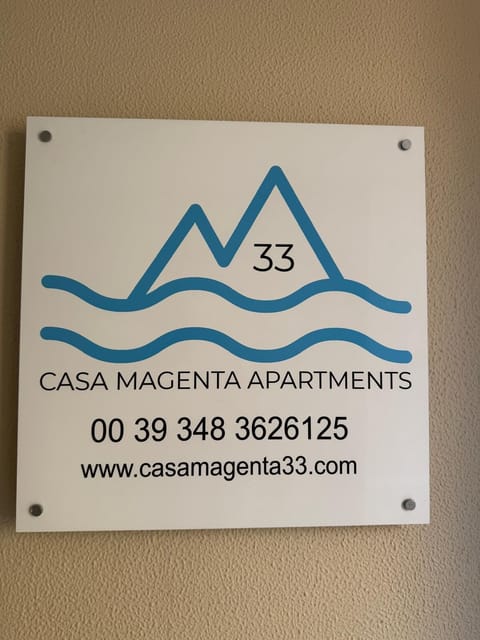 33
CASA MAGENTA APARTMENTS
00 39 348 3626125
www.casamagenta33.com